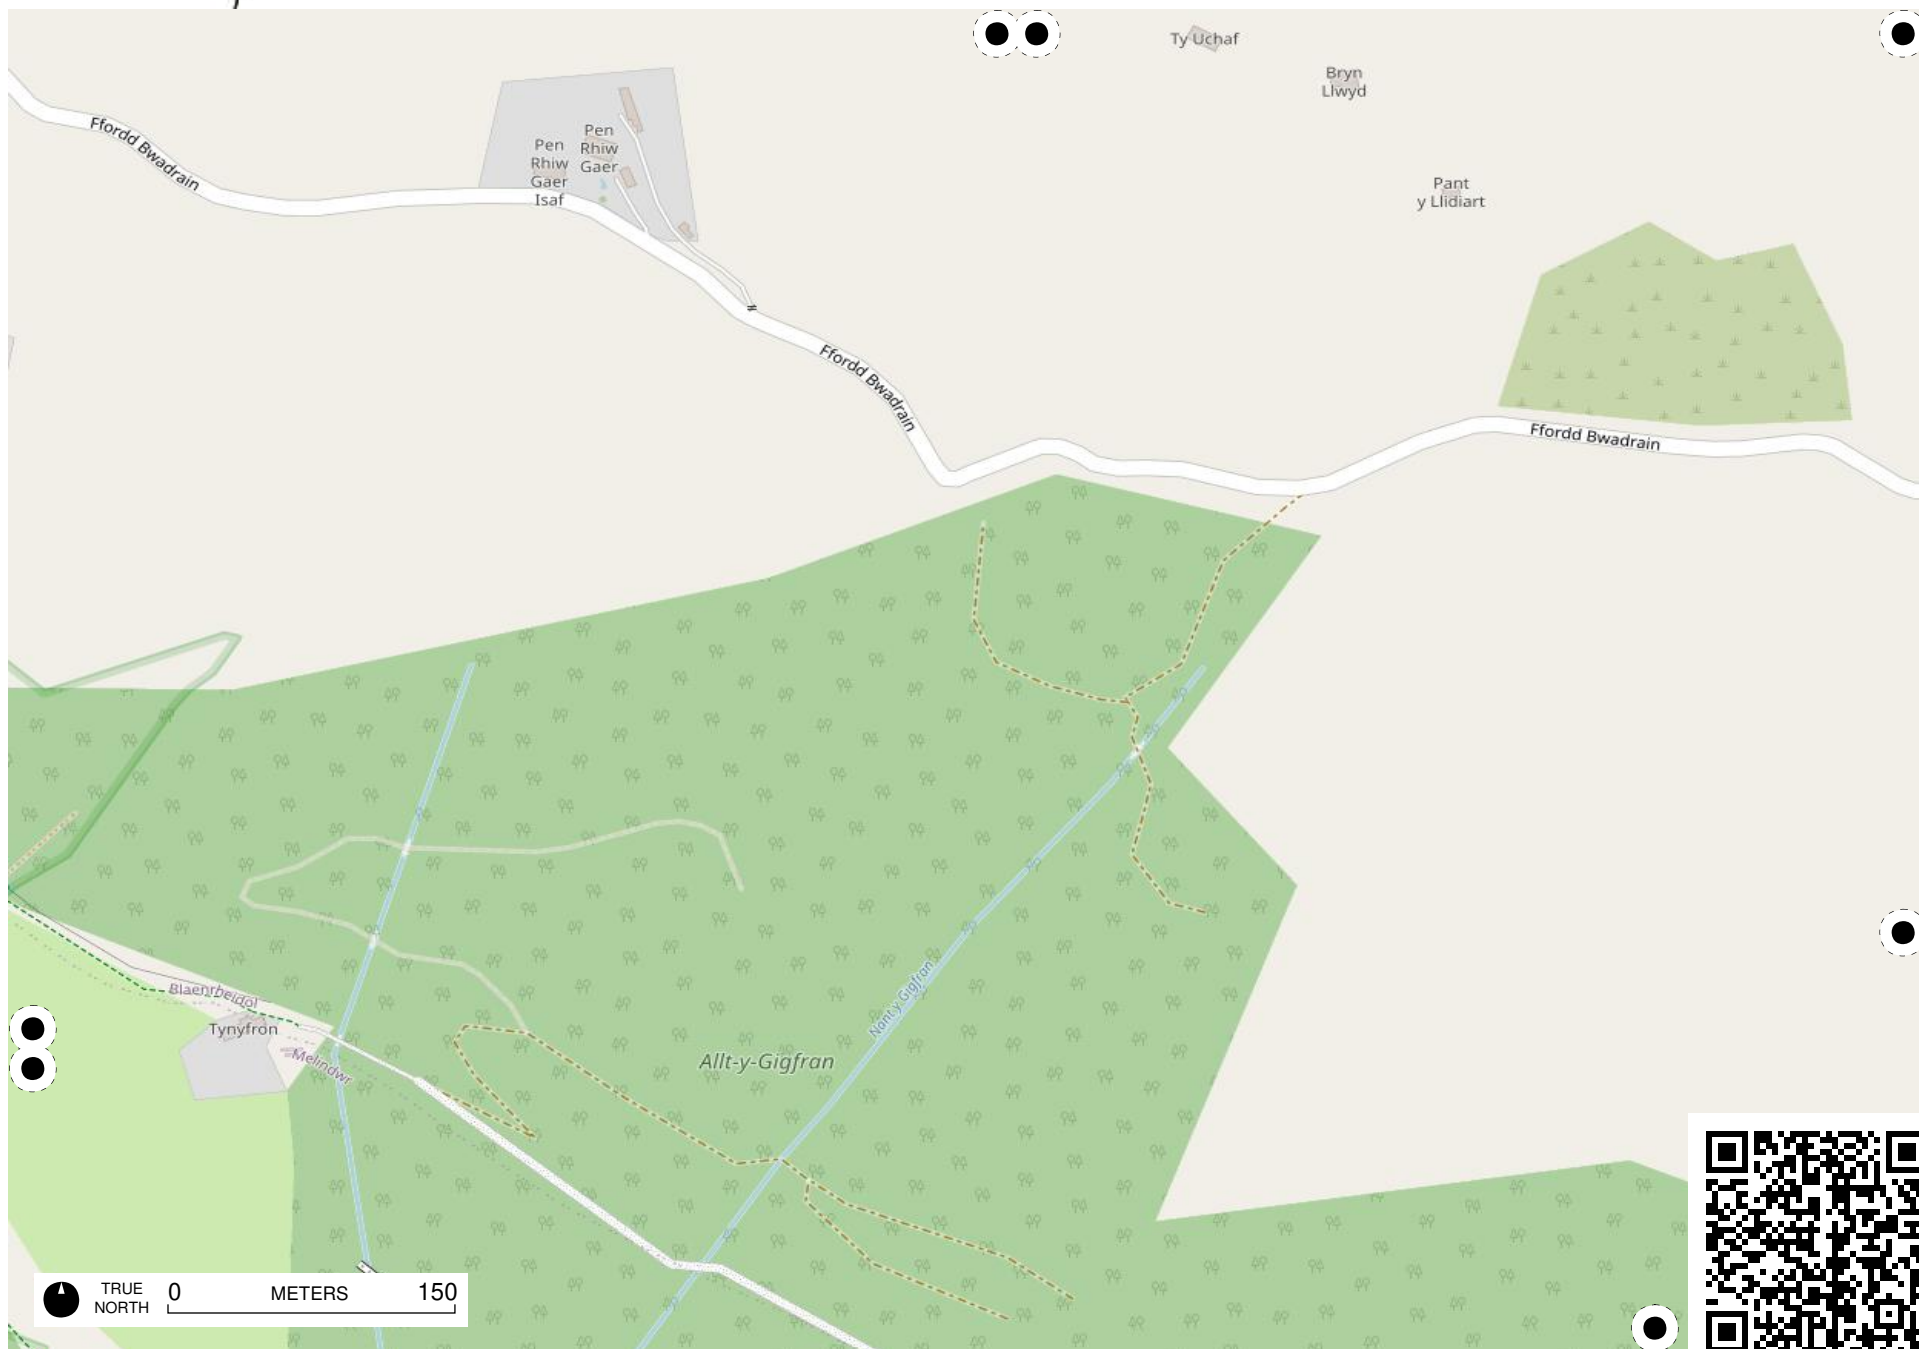 Ty Uchaf
Bryn
Llwyd
Ffordd Bwadrain
Pen
Rhiw
Gaer
Pen
Rhiw
Gaer
Isaf
Pant
y Llidiart
Ffordd Bwadrain
Ffordd Bwadrain
Nant y Gigfran
Blaenrheidol
Tynyfron
Melindwr
Allt-y-Gigfran
TRUE
NORTH
0 METERS 150